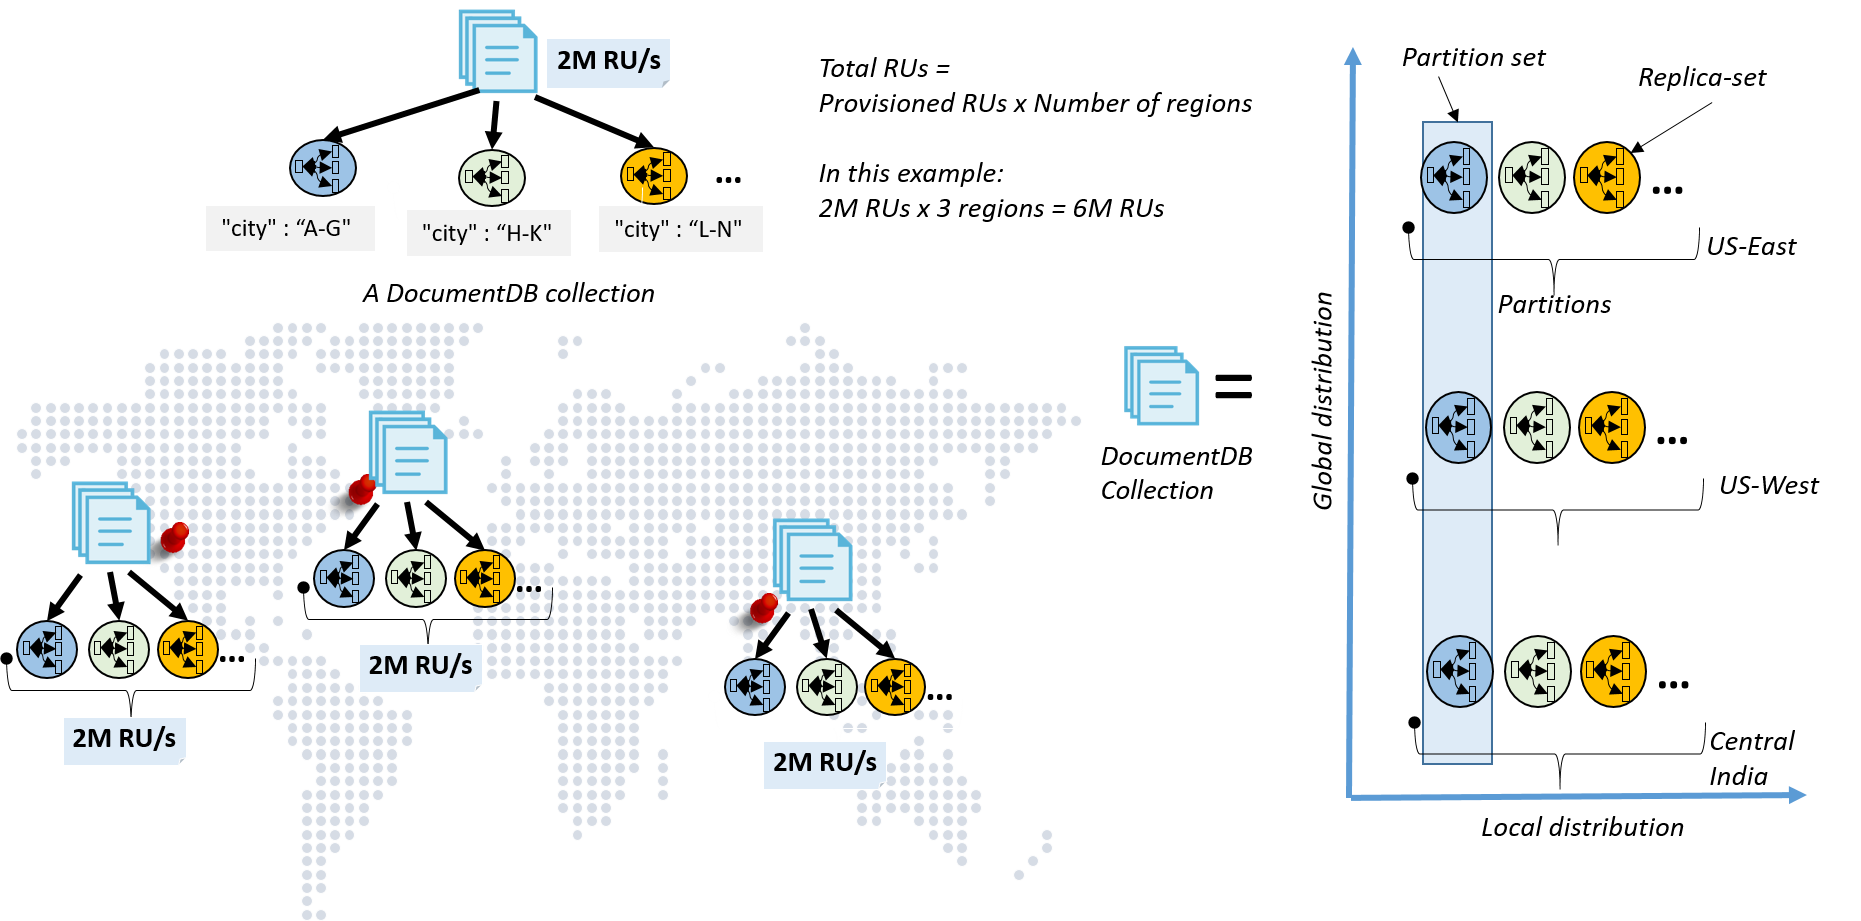 2M RU/s
Total RUs =
Provisioned RUs x Number of regions
In this example:
2M RUs x 3 regions = 6M RUs
...
"city" : “A-G"
"city" : “H-K"
"city" : “L-N"
A DocumentDB collection
...
2M RU/s
...
2M RU/s
...
2M RU/s
=
DocumentDB
Collection
Global distribution
Partition set
Replica-set
...
US-East
Partitions
...
US-West
...
Central
India
Local distribution